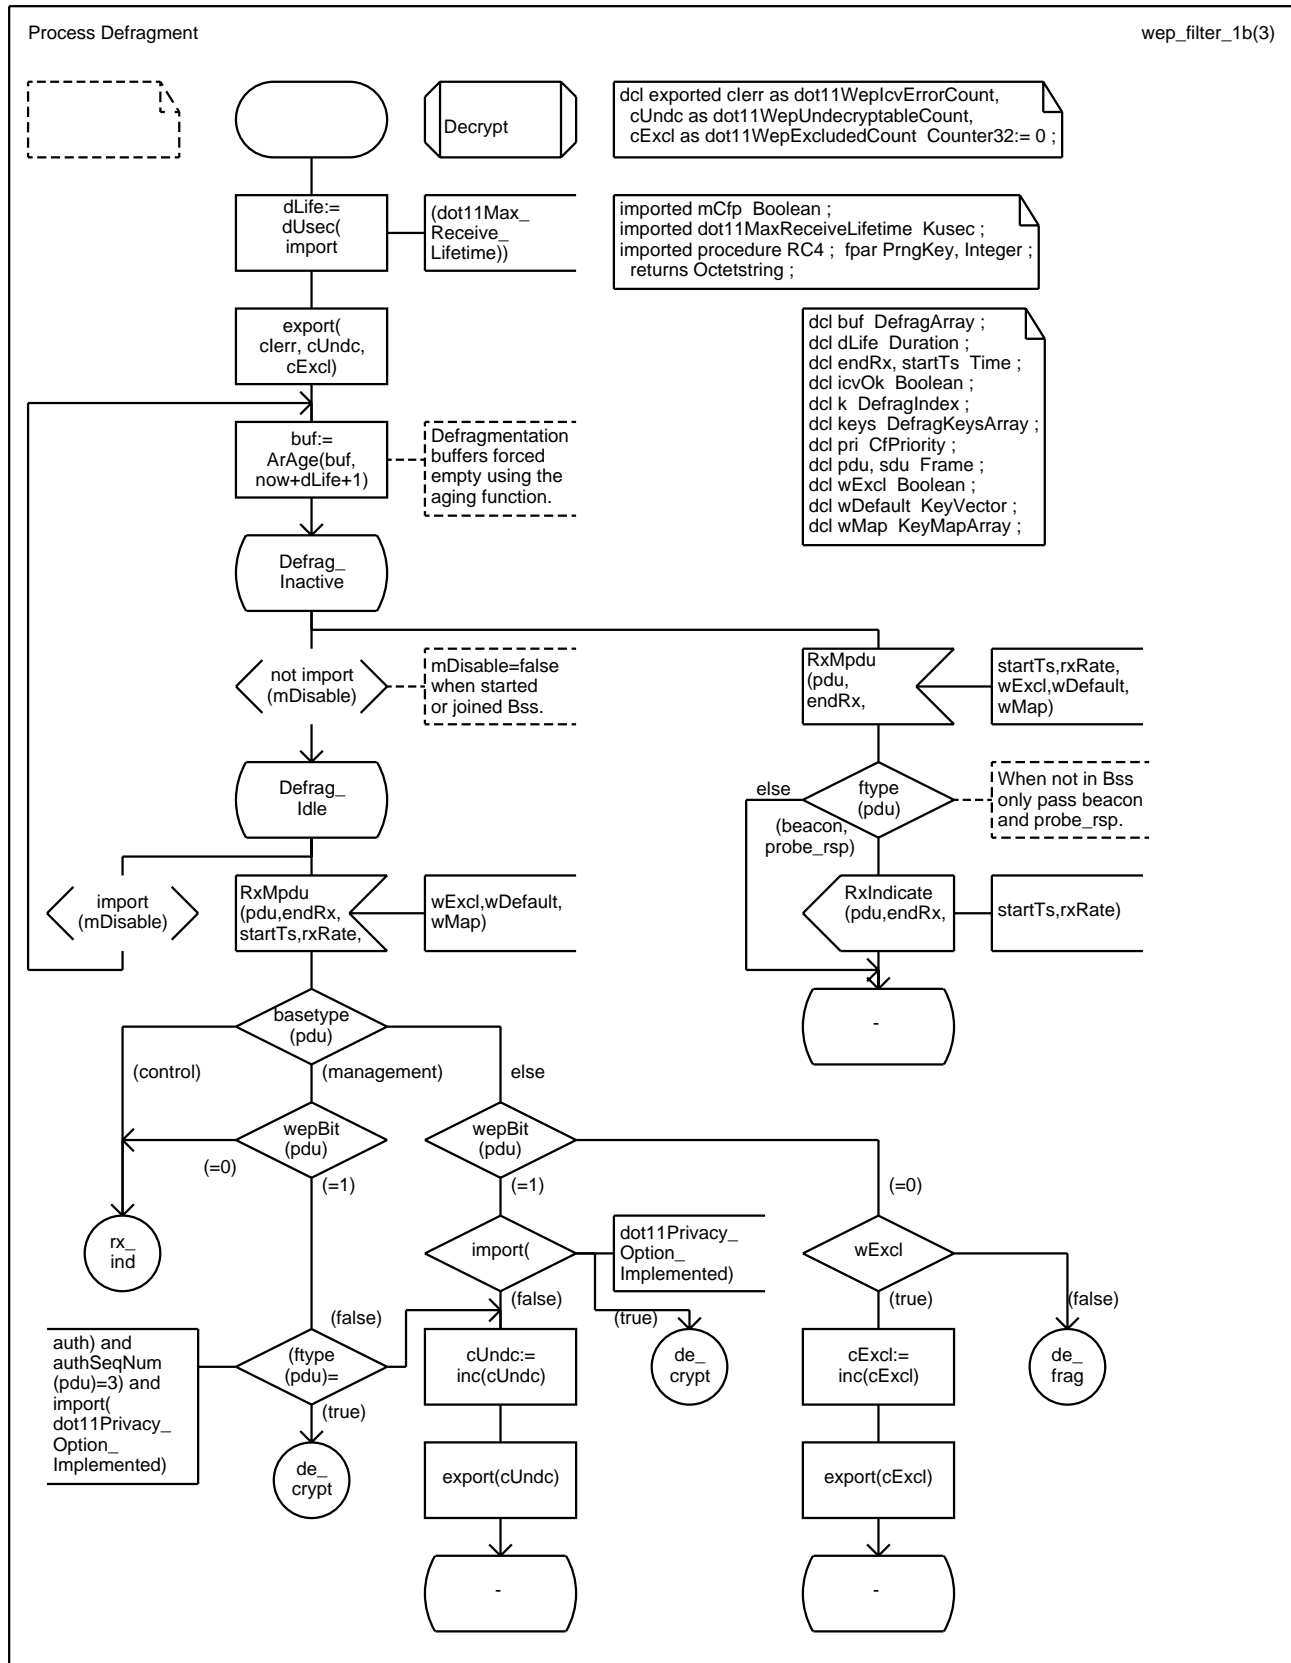 Process Defragment
wep_filter_1b(3)
Decrypt
dcl exported cIerr as dot11WepIcvErrorCount,
cUndc as dot11WepUndecryptableCount,
cExcl as dot11WepExcludedCount Counter32:= 0 ;
dLife:=
dUsec(
import
(dot11Max_
Receive_
Lifetime))
imported mCfp Boolean ;
imported dot11MaxReceiveLifetime Kusec ;
imported procedure RC4 ; fpar PrngKey, Integer ;
returns Octetstring ;
export(
cIerr, cUndc,
cExcl)
dcl buf DefragArray ;
dcl dLife Duration ;
dcl endRx, startTs Time ;
dcl icvOk Boolean ;
dcl k DefragIndex ;
dcl keys DefragKeysArray ;
dcl pri CfPriority ;
dcl pdu, sdu Frame ;
dcl wExcl Boolean ;
dcl wDefault KeyVector ;
dcl wMap KeyMapArray ;
buf:=
ArAge(buf,
now+dLife+1)
Defragmentation
buffers forced
empty using the
aging function.
Defrag_
Inactive
not import
(mDisable)
mDisable=false
when started
or joined Bss.
RxMpdu
(pdu,
endRx,
startTs,rxRate,
wExcl,wDefault,
wMap)
Defrag_
Idle
else
ftype
(pdu)
When not in Bss
only pass beacon
and probe_rsp.
(beacon,
probe_rsp)
import
(mDisable)
RxMpdu
(pdu,endRx,
startTs,rxRate,
wExcl,wDefault,
wMap)
RxIndicate
(pdu,endRx,
startTs,rxRate)
-
basetype
(pdu)
(control)
(management)
else
wepBit
(pdu)
(=0)
(=1)
wepBit
(pdu)
(=1)
(=0)
rx_
ind
import(
dot11Privacy_
Option_
Implemented)
wExcl
(false)
(false)
(true)
(true)
(false)
auth) and
authSeqNum
(pdu)=3) and
import(
dot11Privacy_
Option_
Implemented)
(ftype
(pdu)=
(true)
cUndc:=
inc(cUndc)
de_
crypt
cExcl:=
inc(cExcl)
de_
frag
de_
crypt
export(cUndc)
export(cExcl)
-
-